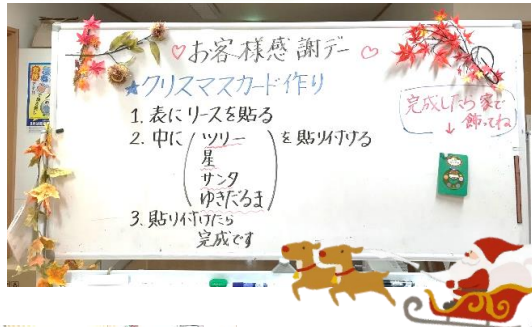 ♡お客様感謝デー♡
★クリスマスカード作り
1. 表にリースを貼る
2. 中に(ツリー 星 サンタ ゆきだるま)を貼り付ける
3. 貼り付けたら
完成です
完成したら家で
↓飾ってね